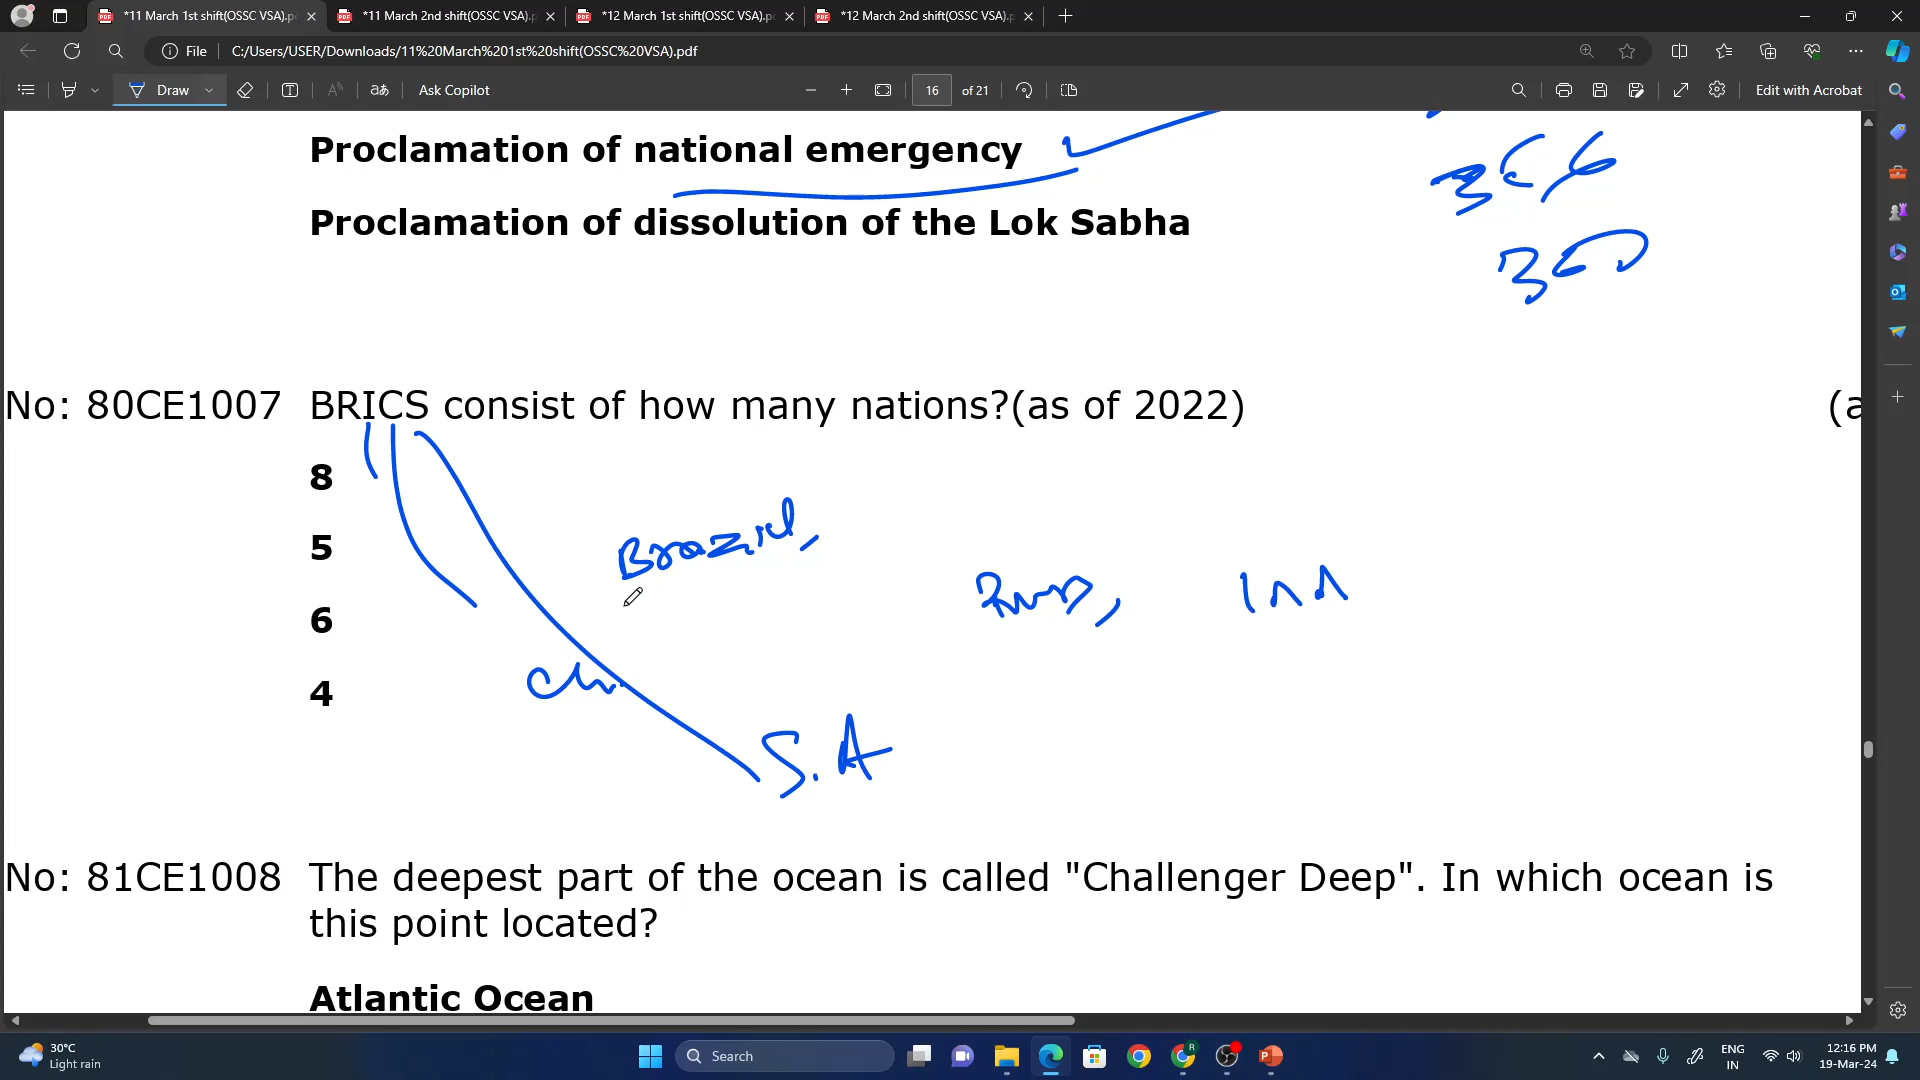 *11 March 1st shift(OSSC VSA).p
*11 March 2nd shift(OSSC VSA).p
*12 March 1st shift(OSSC VSA).p
*12 March 2nd shift(OSSC VSA).p
File C:/Users/USER/Downloads/11%20March%201st%20shift(OSSC%20VSA).pdf
Draw aあ Ask Copilot 16 of 21 Edit with Acrobat
Proclamation of national emergency
356
Proclamation of dissolution of the Lok Sabha
360
No: 80CE1007 BRICS consist of how many nations?(as of 2022) (a
8
5
6
4
S.A
No: 81CE1008 The deepest part of the ocean is called "Challenger Deep". In which ocean is
this point located?
Atlantic Ocean
30°C
Light rain
Search
ENG
IN
12:16 PM
19-Mar-24